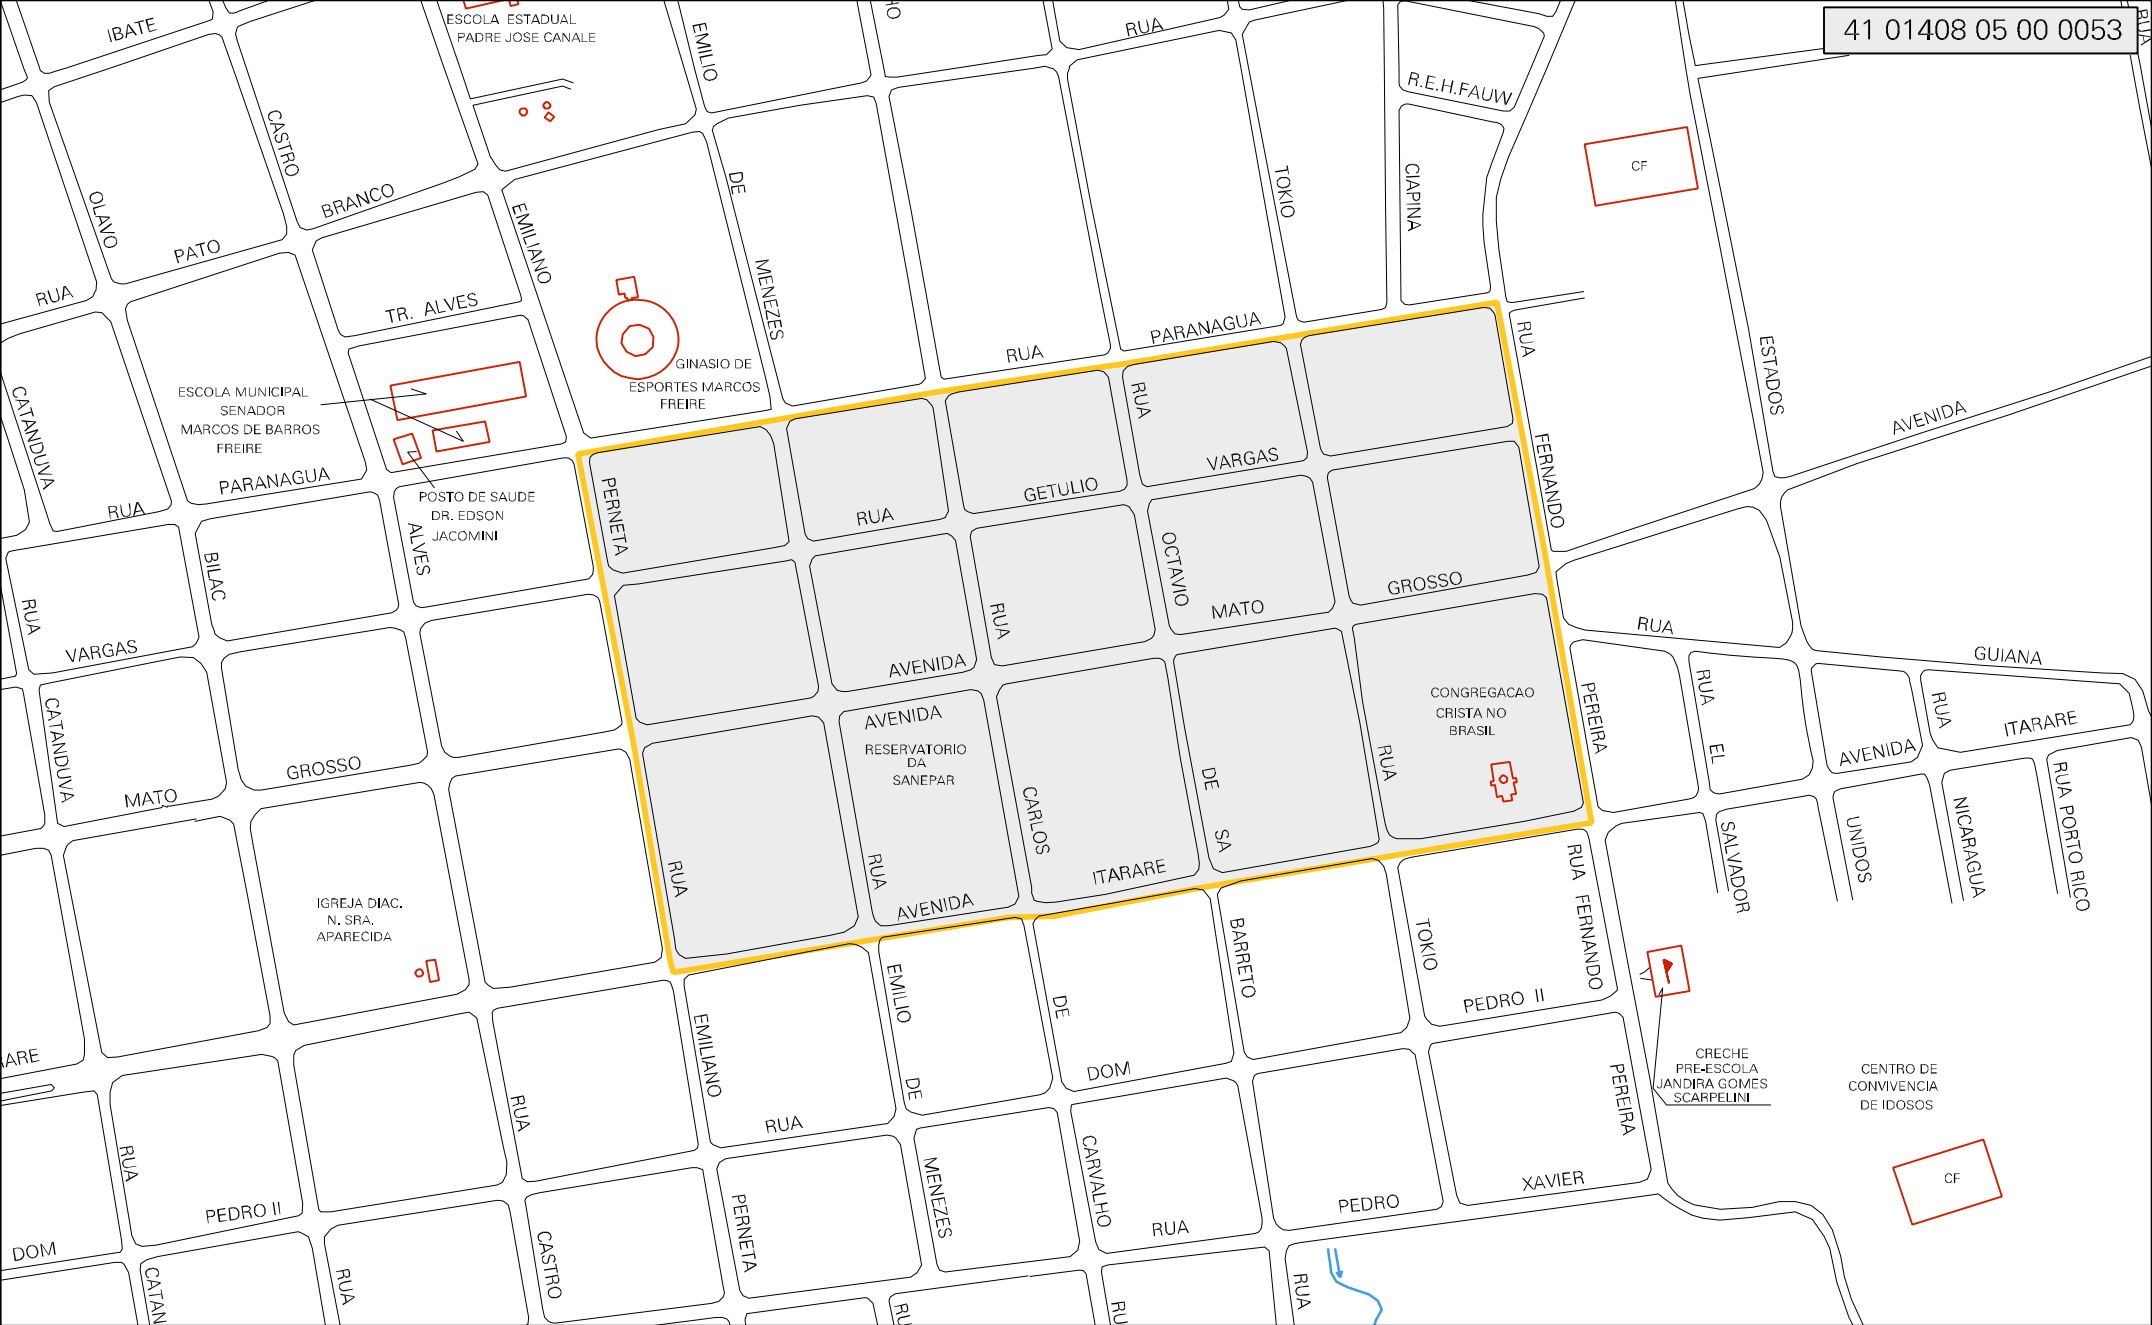 41 01408 05 00 0053
ESCOLA ESTADUAL
PADRE JOSE CANALE
IBATE
EMILIO
HO
RUA
RUA
R.E.H.FAUW
CF
CASTRO
BRANCO
OLAVO
PATO
RUA
DE
TOKIO
CIAPINA
EMILIANO
MENEZES
TR. ALVES
PARANAGUA
RUA
RUA
ESTADOS
GINASIO DE
ESPORTES MARCOS
FREIRE
ESCOLA MUNICIPAL
SENADOR
MARCOS DE BARROS
FREIRE
CATANDUVA
RUA
PARANAGUA
POSTO DE SAUDE
DR. EDSON
JACOMINI
ALVES
PERNETA
RUA
AVENIDA
VARGAS
GETULIO
RUA
FERNANDO
BILAC
RUA
VARGAS
OCTAVIO
RUA
MATO
GROSSO
AVENIDA
RUA
GUIANA
CATANDUVA
AVENIDA
RESERVATORIO
DA
SANEPAR
CONGREGACAO
CRISTA NO
BRASIL
PEREIRA
RUA
EL
RUA
ITARARE
AVENIDA
GROSSO
MATO
RUA
CARLOS
DE
SA
RUA
RUA
ITARARE
AVENIDA
SALVADOR
UNIDOS
NICARAGUA
RUA PORTO RICO
RUA FERNANDO
IGREJA DIAC.
N. SRA.
APARECIDA
BARRETO
TOKIO
EMILIO
DE
PEDRO II
EMILIANO
DOM
RUA
DE
ARARE
RUA
RUA
PEREIRA
CRECHE
PRE-ESCOLA
JANDIRA GOMES
SCARPELINI
CENTRO DE
CONVIVENCIA
DE IDOSOS
CF
PEDRO II
DOM
PERNETA
MENEZES
CARVALHO
RUA
PEDRO
XAVIER
CASTRO
CATAN
RUA
RU
RU
RUA